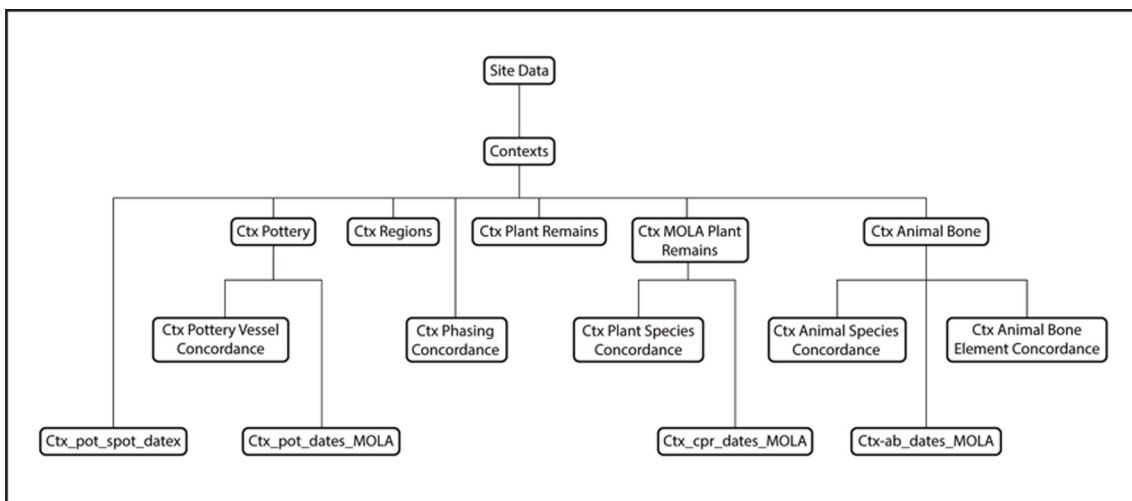 Site Data
Contexts
Ctx Pottery
Ctx Regions
Ctx Plant Remains
Ctx MOLA Plant
Remains
Ctx Animal Bone
Ctx Pottery Vessel
Concordance
Ctx Phasing
Concordance
Ctx Plant Species
Concordance
Ctx Animal Species
Concordance
Ctx Animal Bone
Element Concordance
Ctx_pot_spot_datex
Ctx_pot_dates_MOLA
Ctx_cpr_dates_MOLA
Ctx-ab_dates_MOLA